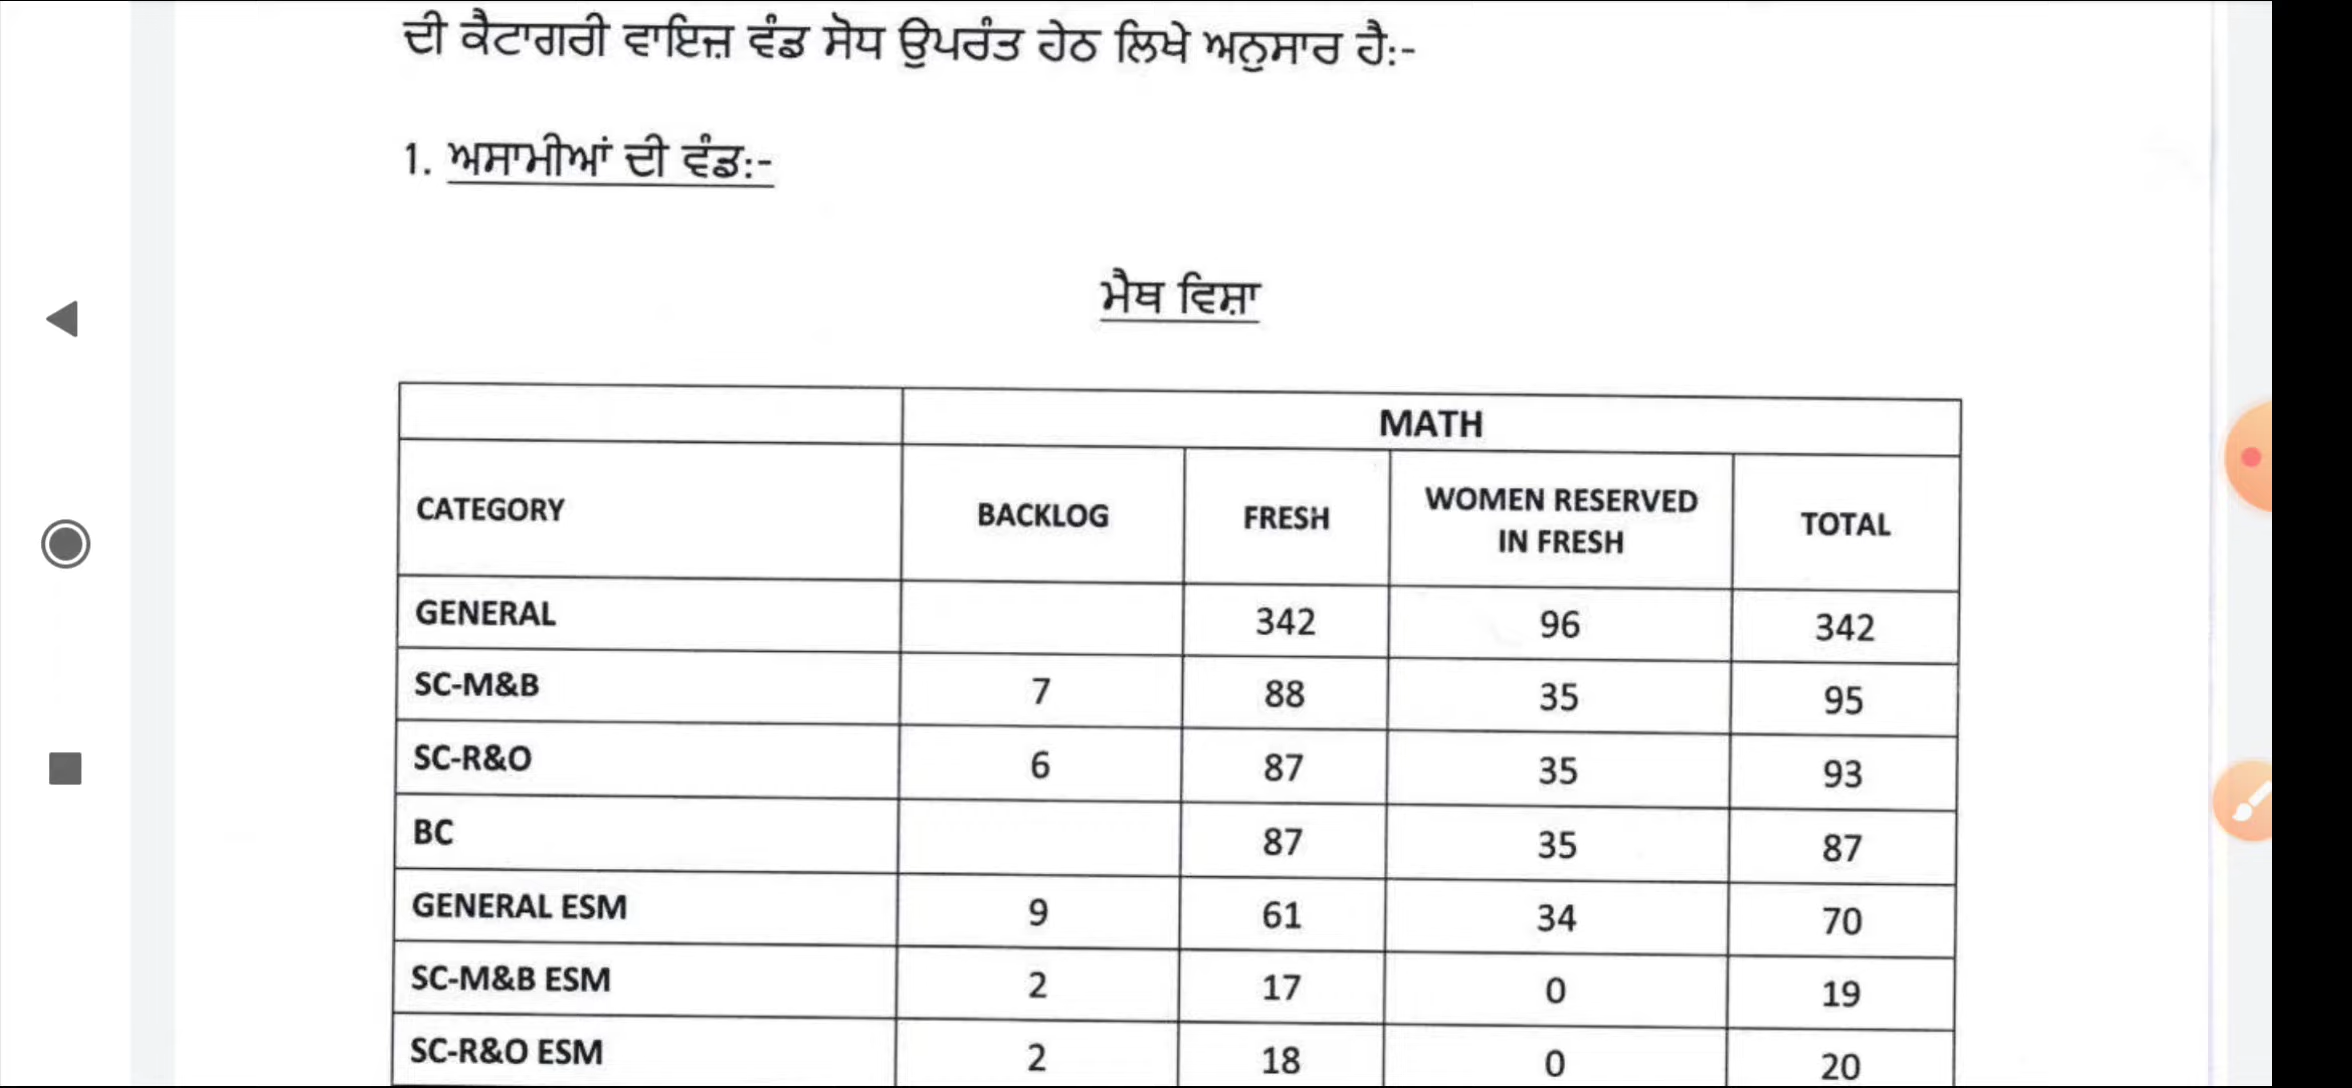 ਦੀ ਕੈਟਾਗਰੀ ਵਾਇਜ਼ ਵੰਡ ਸੋਧ ਉਪਰੰਤ ਹੇਠ ਲਿਖੇ ਅਨੁਸਾਰ ਹੈ:-
1. ਅਸਾਮੀਆਂ ਦੀ ਵੰਡ:-
ਮੈਥ ਵਿਸ਼ਾ
MATH
CATEGORY BACKLOG FRESH WOMEN RESERVED IN FRESH TOTAL
GENERAL 342 96 342
SC-M&B 7 88 35 95
SC-R&O 6 87 35 93
BC 87 35 87
GENERAL ESM 9 61 34 70
SC-M&B ESM 2 17 0 19
SC-R&O ESM 2 18 0 20